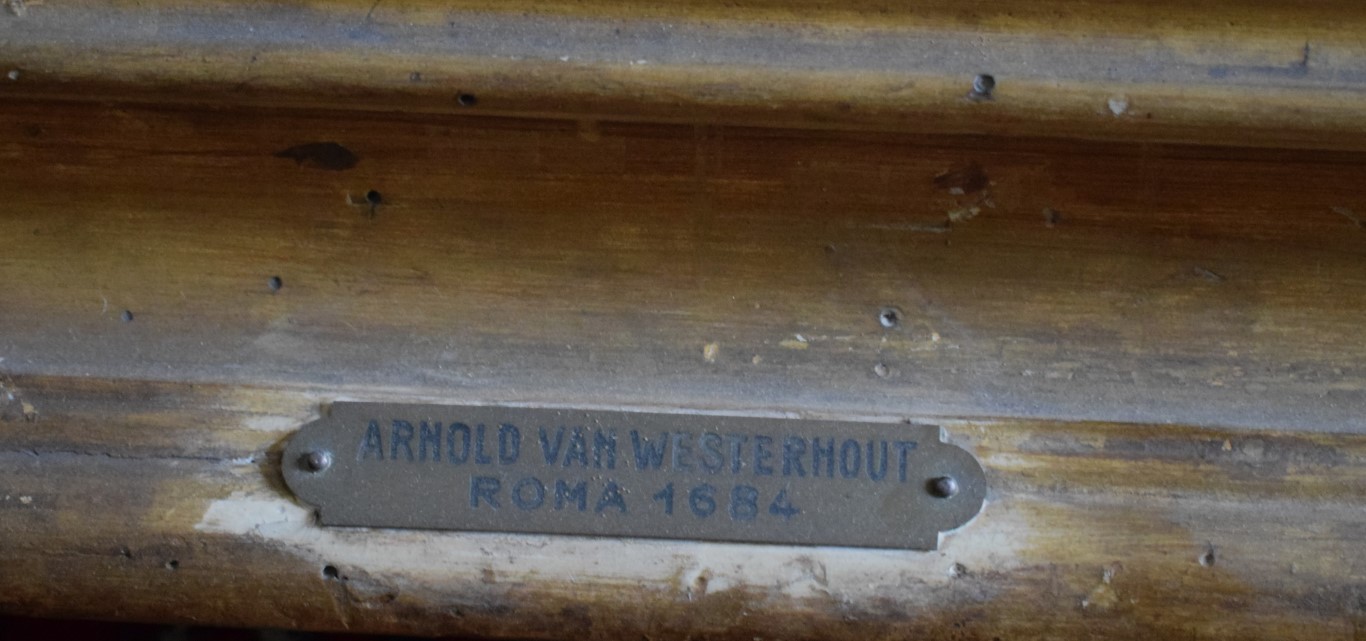 ARNOLD VAN WESTERHOUT
ROMA 1684